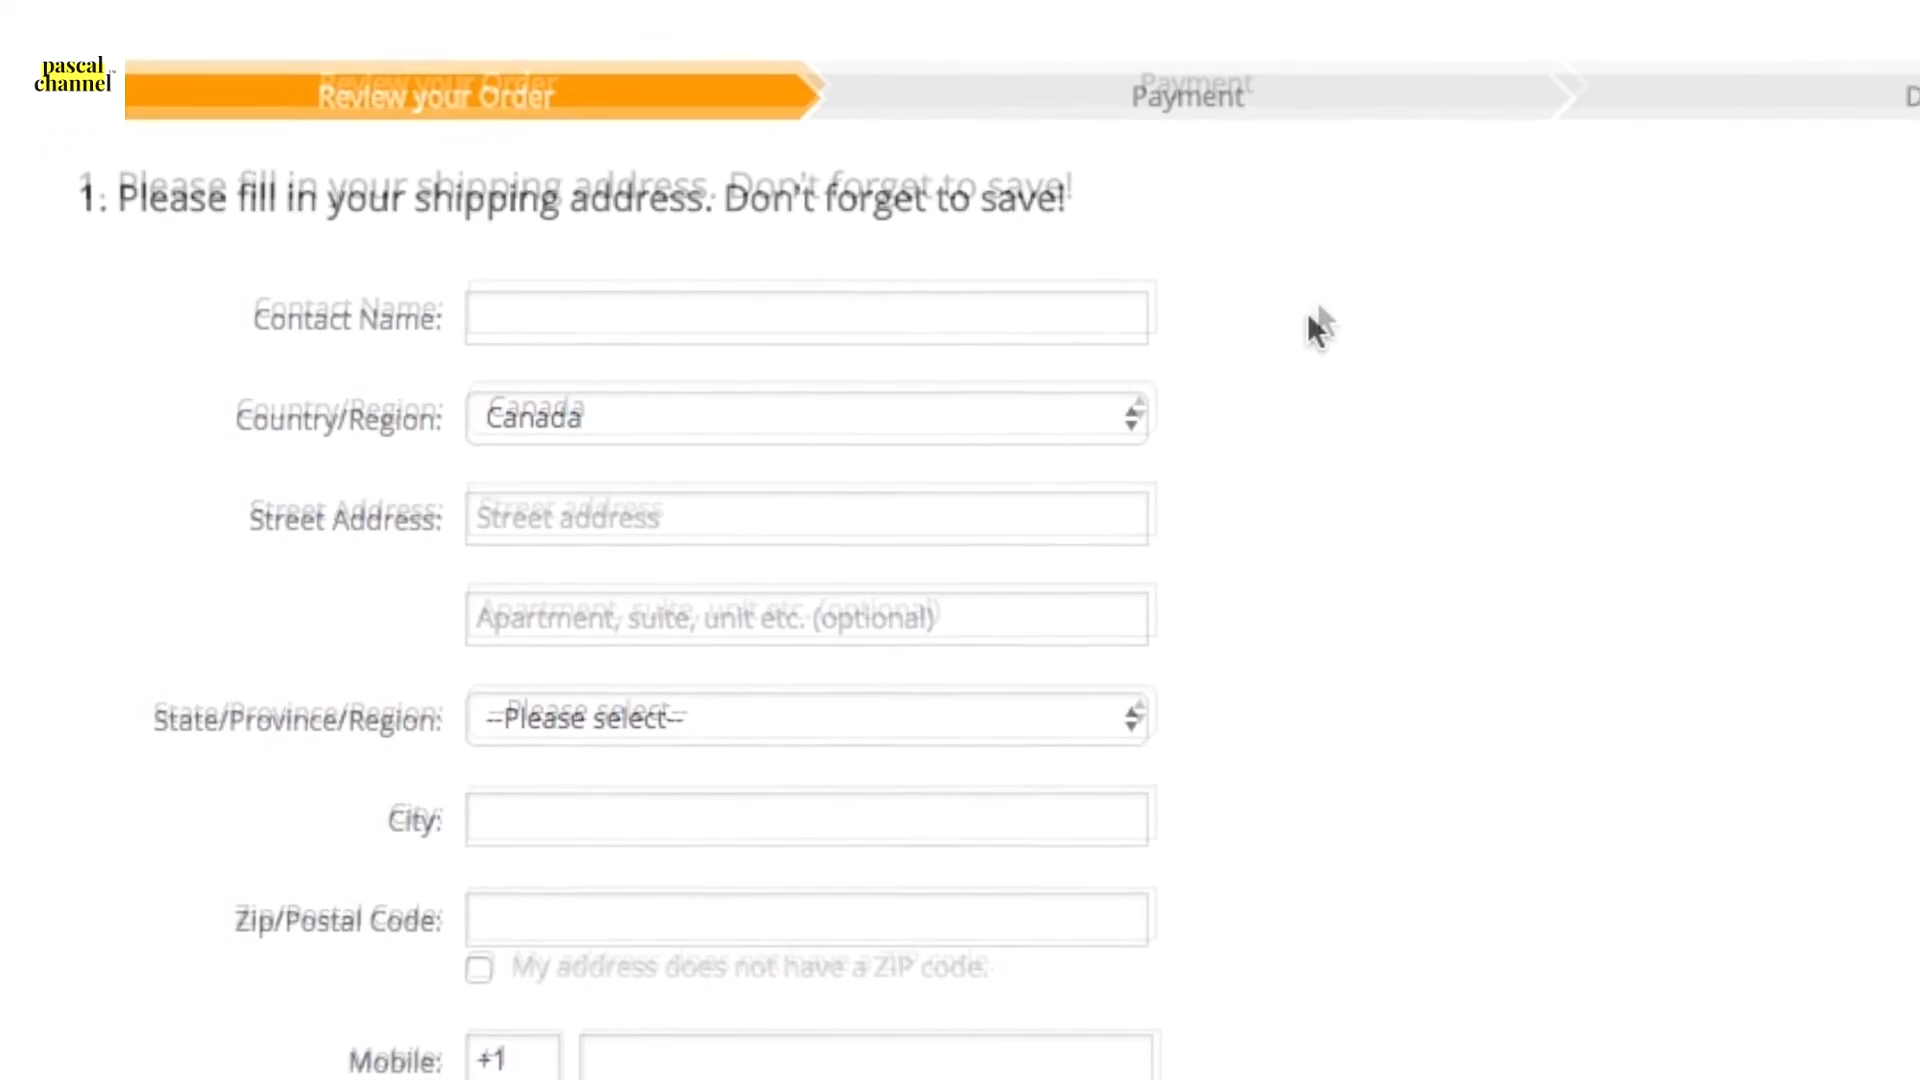 pascal
channel™
Review your Order
Payment
D
1. Please fill in your shipping address. Don't forget to save!
Contact Name:
Country/Region: Canada
Street Address: Street address
Apartment, suite, unit etc. (optional)
State/Province/Region: --Please select--
City:
Zip/Postal Code:
My address does not have a ZIP code.
Mobile: +1